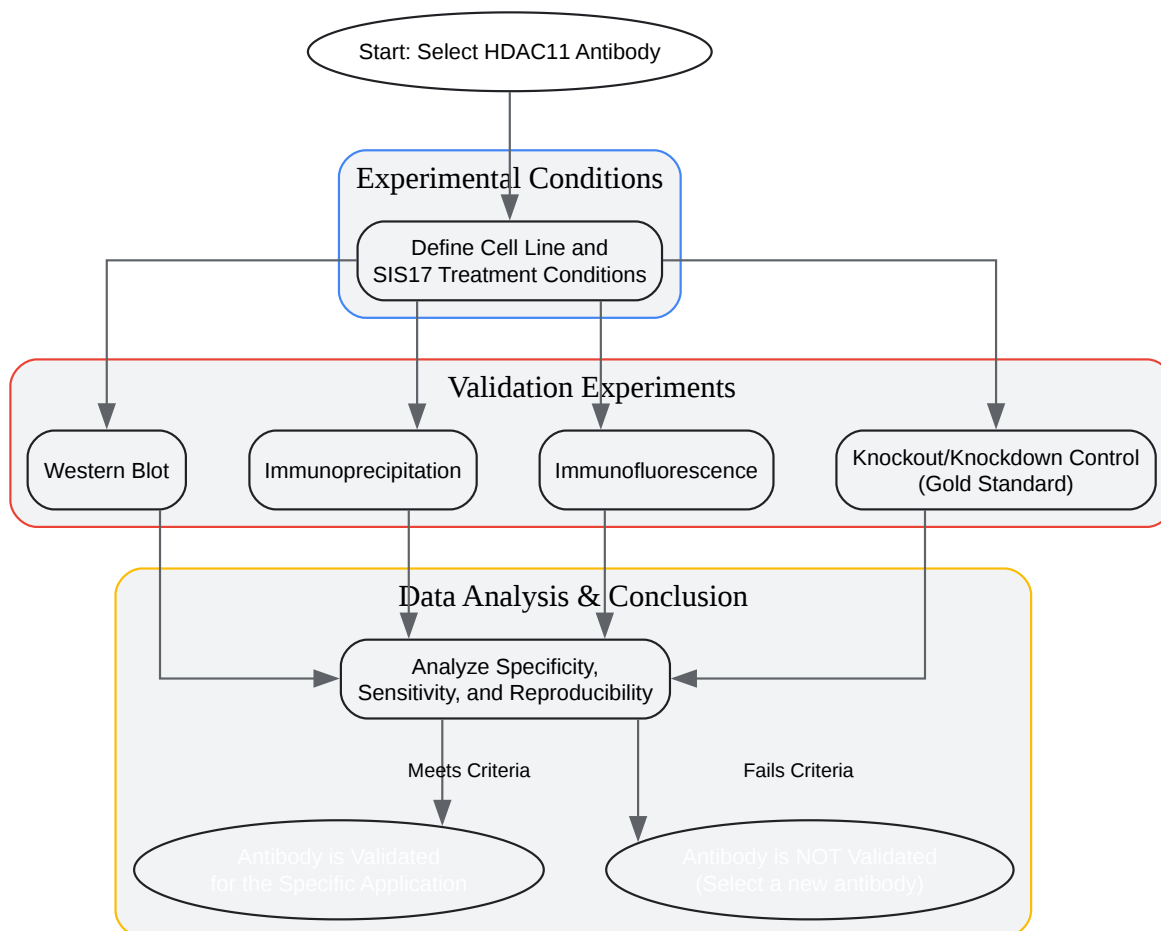 Start: Select HDAC11 Antibody
Experimental Conditions
Define Cell Line and
SIS17 Treatment Conditions
Validation Experiments
Western Blot
Immunoprecipitation
Immunofluorescence
Knockout/Knockdown Control
(Gold Standard)
Data Analysis & Conclusion
Analyze Specificity,
Sensitivity, and Reproducibility
Meets Criteria
Fails Criteria
Antibody is Validated
for the Specific Application
Antibody is NOT Validated
(Select a new antibody)